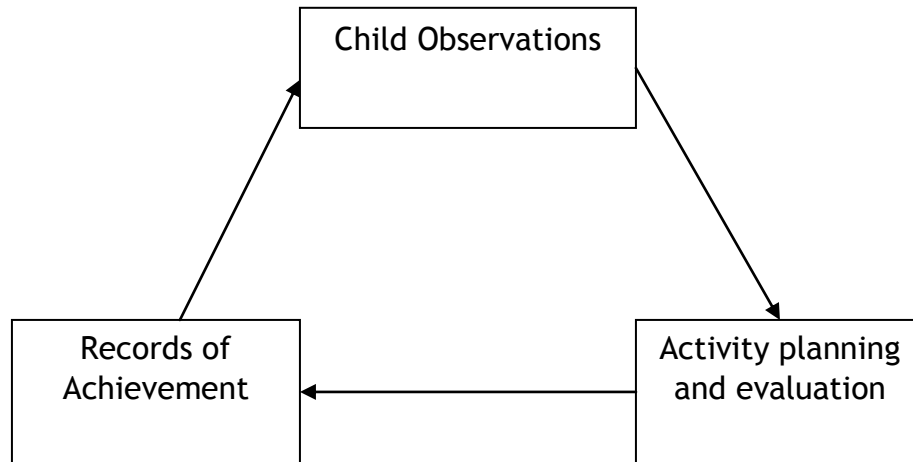 Child Observations
Records of
Achievement
Activity planning
and evaluation